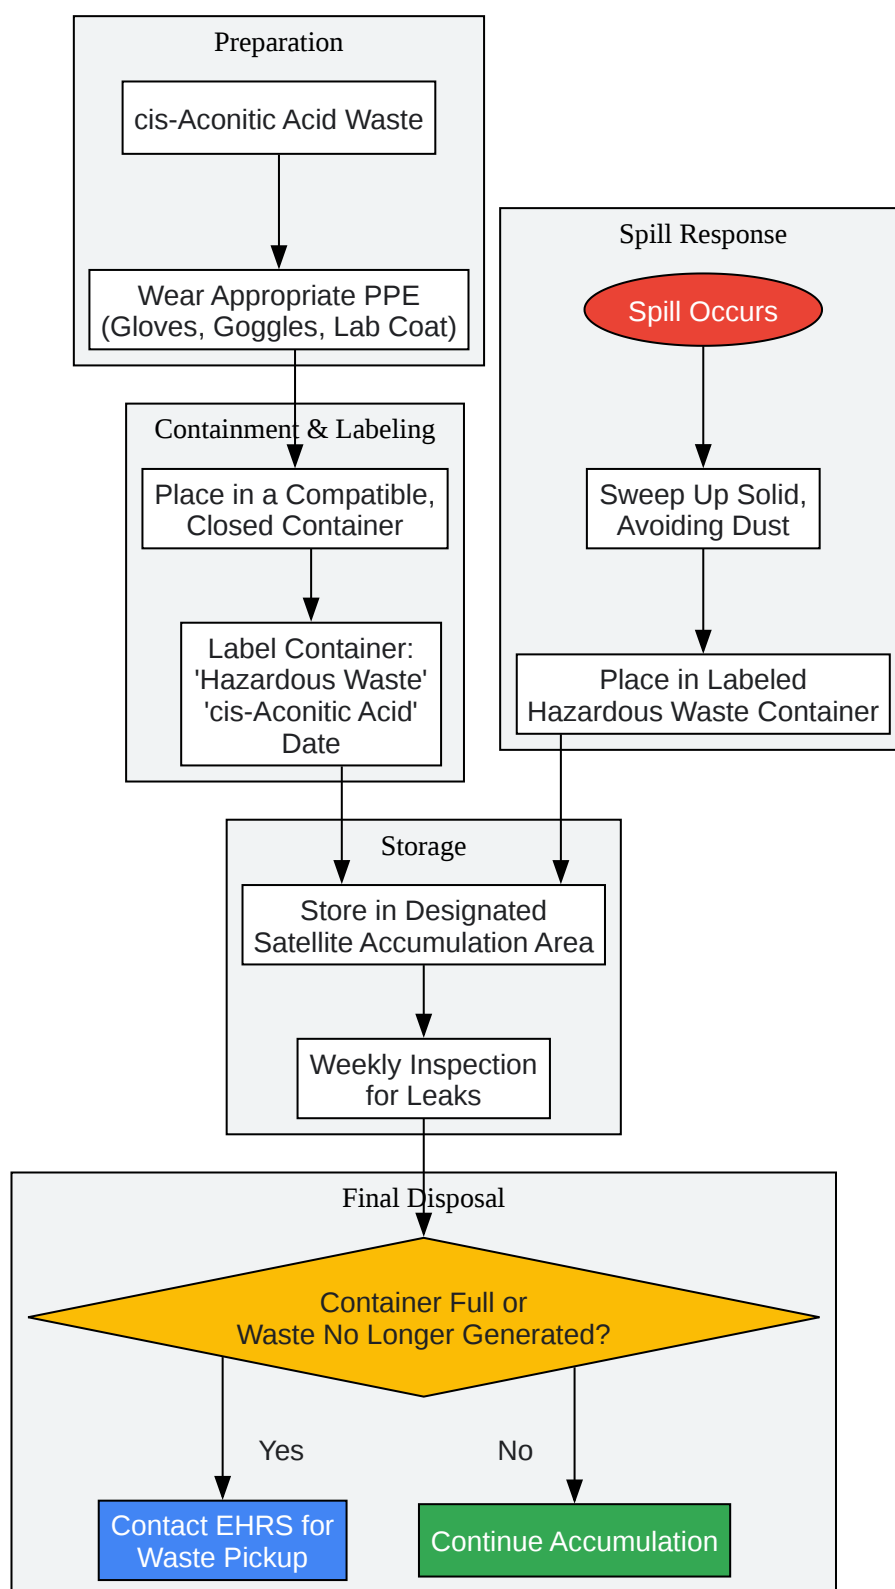 Preparation
cis-Aconitic Acid Waste
Wear Appropriate PPE
(Gloves, Goggles, Lab Coat)
Spill Response
Spill Occurs
Sweep Up Solid,
Avoiding Dust
Place in Labeled
Hazardous Waste Container
Containment & Labeling
Place in a Compatible,
Closed Container
Label Container:
'Hazardous Waste'
'cis-Aconitic Acid'
Date
Storage
Store in Designated
Satellite Accumulation Area
Weekly Inspection
for Leaks
Final Disposal
Container Full or
Waste No Longer Generated?
Yes
No
Contact EHRS for
Waste Pickup
Continue Accumulation